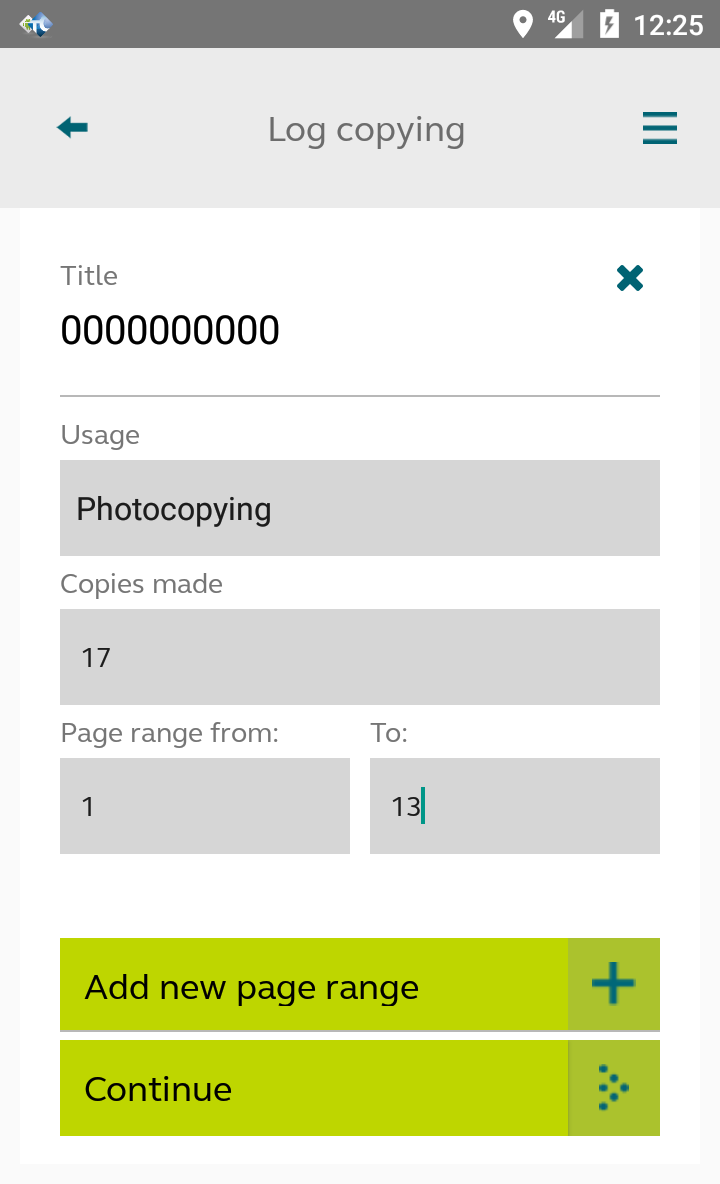 4G 12:25
Log copying
Title
0000000000
Usage
Photocopying
Copies made
17
Page range from: To:
1 13
Add new page range
Continue